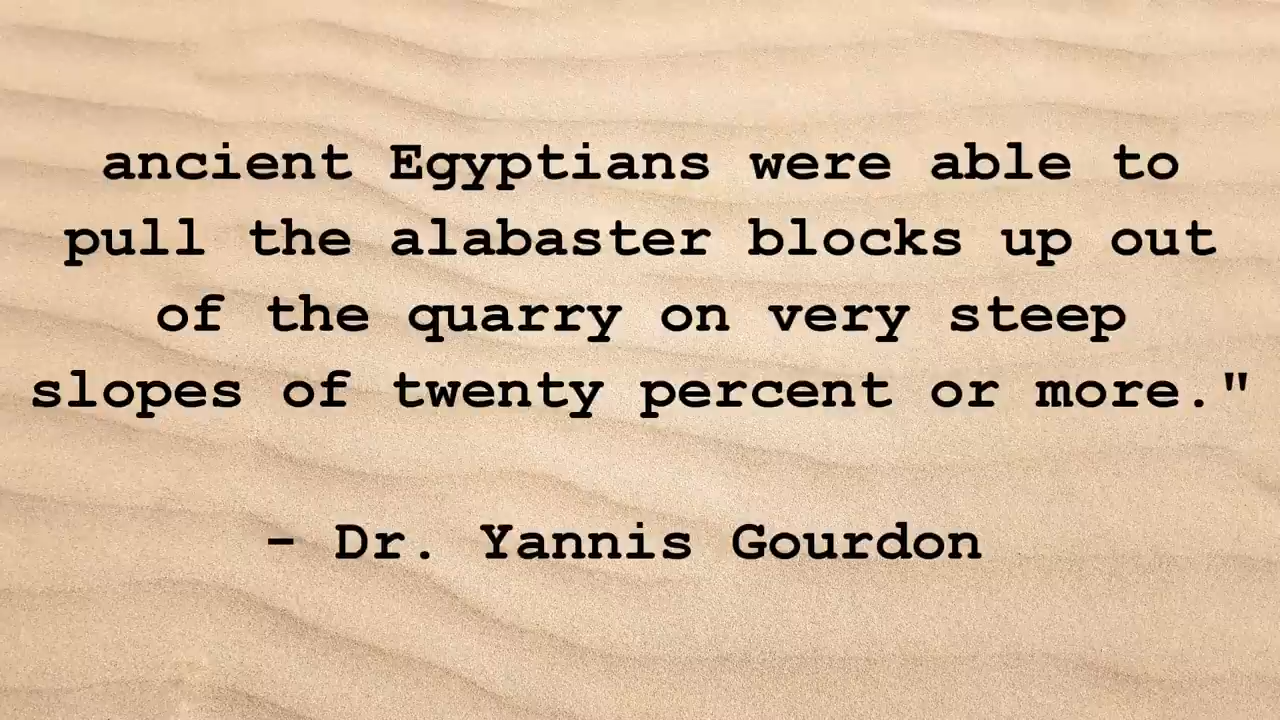 ancient Egyptians were able to
pull the alabaster blocks up out
of the quarry on very steep
slopes of twenty percent or more."
- Dr. Yannis Gourdon